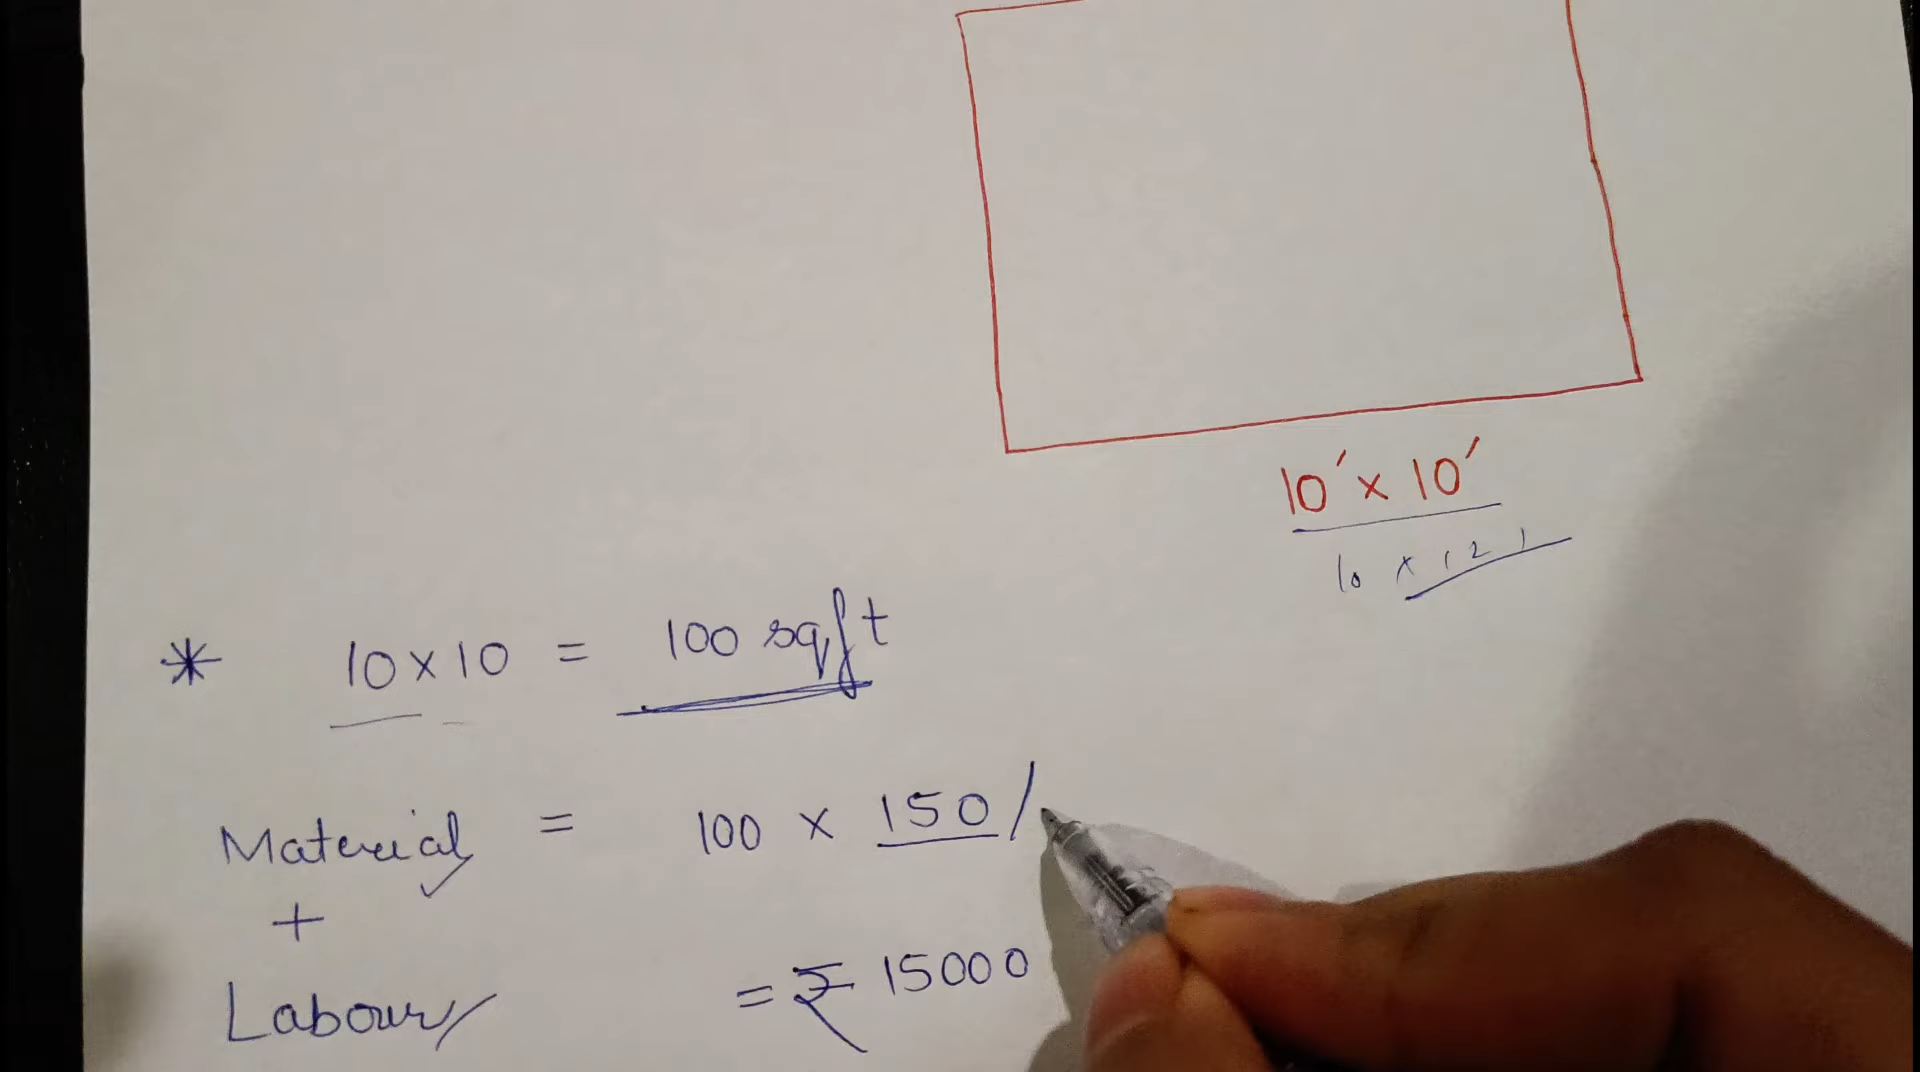 10′ x 10′
10 x 12′
* 10 x 10 = 100 sqft
Material = 100 x 150/
+
Labour = ₹ 15000